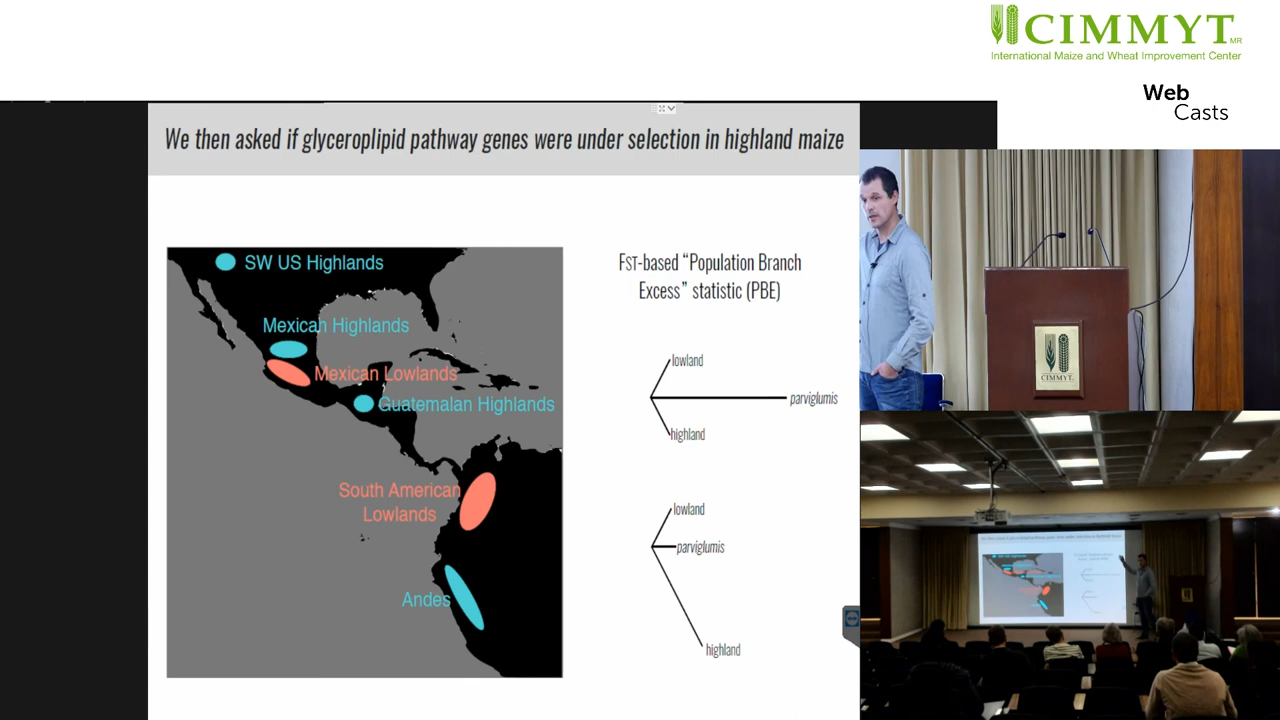 CIMMYT MR
International Maize and Wheat Improvement Center
Web
Casts
We then asked if glyceroplipid pathway genes were under selection in highland maize
SW US Highlands
Mexican Highlands
Mexican Lowlands
Guatemalan Highlands
South American
Lowlands
Andes
FST-based “Population Branch
Excess” statistic (PBE)
lowland
parviglumis
highland
lowland
parviglumis
highland
CIMMYT